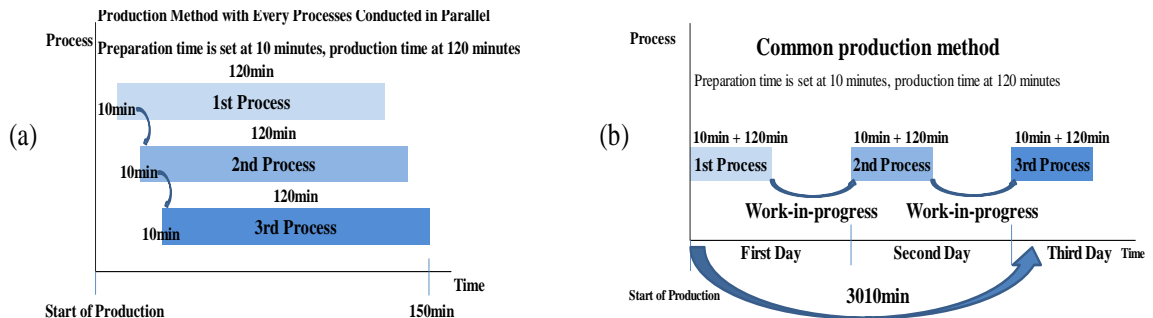 (a)
Production Method with Every Processes Conducted in Parallel
Process
Preparation time is set at 10 minutes, production time at 120 minutes
120min
1st Process
10min
120min
2nd Process
10min
120min
3rd Process
10min
Time
Start of Production
150min
(b)
Process
Common production method
Preparation time is set at 10 minutes, production time at 120 minutes
10min + 120min
10min + 120min
10min + 120min
1st Process
2nd Process
3rd Process
Work-in-progress
Work-in-progress
First Day
Second Day
Third Day
Time
Start of Production
3010min